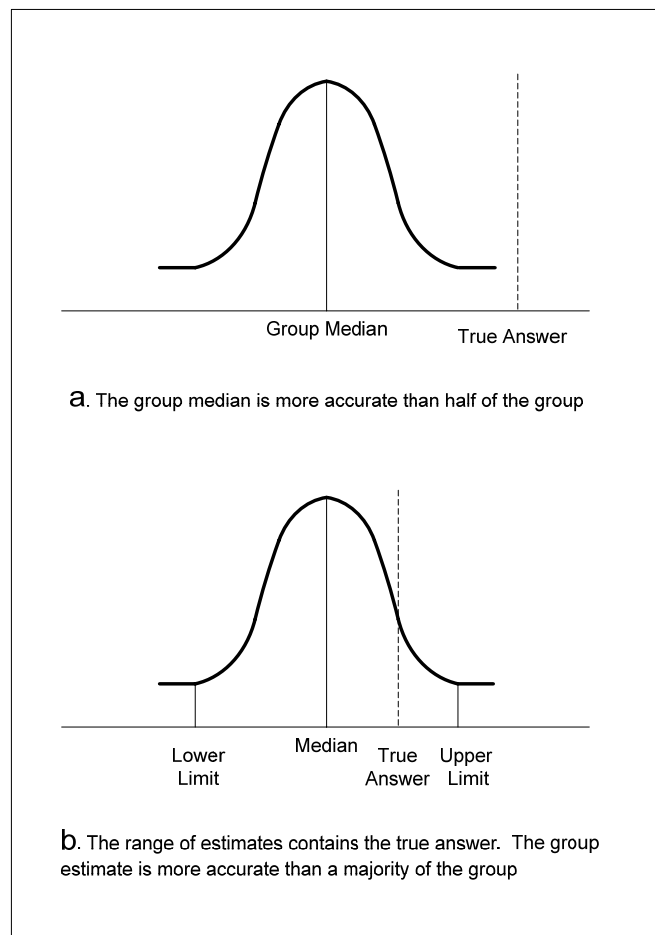 Group Median
True Answer
a. The group median is more accurate than half of the group
Lower
Limit
Median
True
Answer
Upper
Limit
b. The range of estimates contains the true answer.  The group
estimate is more accurate than a majority of the group